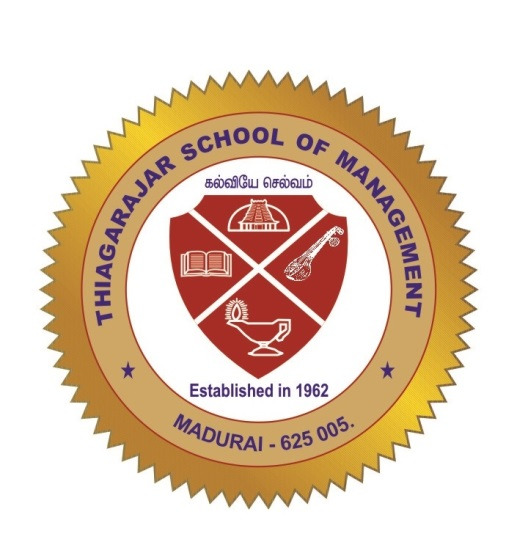 THIAGARAJAR SCHOOL OF MANAGEMENT
கல்வியே செல்வம்
Established in 1962
MADURAI - 625 005.